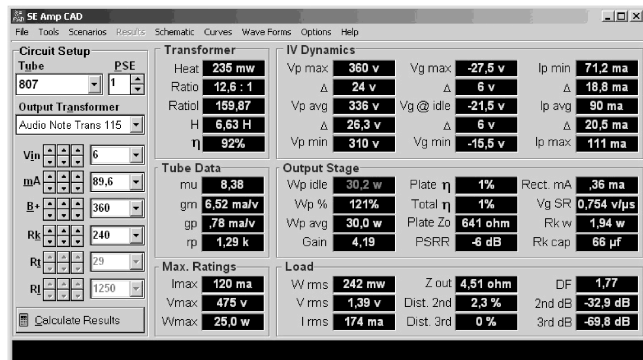 SE Amp CAD
File Tools Scenarios Results Schematic Curves Wave Forms Options Help
Circuit Setup
Tube PSE
807 1
Output Transformer
Audio Note Trans 115
Vin 6
mA 89,6
B+ 360
Rk 240
Rt 29
Rl 1250
Calculate Results
Transformer
Heat 235 mw
Ratio 12,6 : 1
RatioI 159,87
H 6,63 H
η 92%
IV Dynamics
Vp max 360 v Vg max -27,5 v Ip min 71,2 ma
Δ 24 v Δ 6 v Δ 18,8 ma
Vp avg 336 v Vg @ idle -21,5 v Ip avg 90 ma
Δ 26,3 v Δ 6 v Δ 20,5 ma
Vp min 310 v Vg min -15,5 v Ip max 111 ma
Tube Data
mu 8,38
gm 6,52 ma/v
gp ,78 ma/v
rp 1,29 k
Output Stage
Wp idle 30,2 w Plate η 1% Rect. mA ,36 ma
Wp % 121% Total η 1% Vg SR 0,754 v/µs
Wp avg 30,0 w Plate Zo 641 ohm Rk w 1,94 w
Gain 4,19 PSRR -6 dB Rk cap 66 µf
Max. Ratings
Imax 120 ma
Vmax 475 v
Wmax 25,0 w
Load
W rms 242 mw Z out 4,51 ohm DF 1,77
V rms 1,39 v Dist. 2nd 2,3 % 2nd dB -32,9 dB
I rms 174 ma Dist. 3rd 0 % 3rd dB -69,8 dB